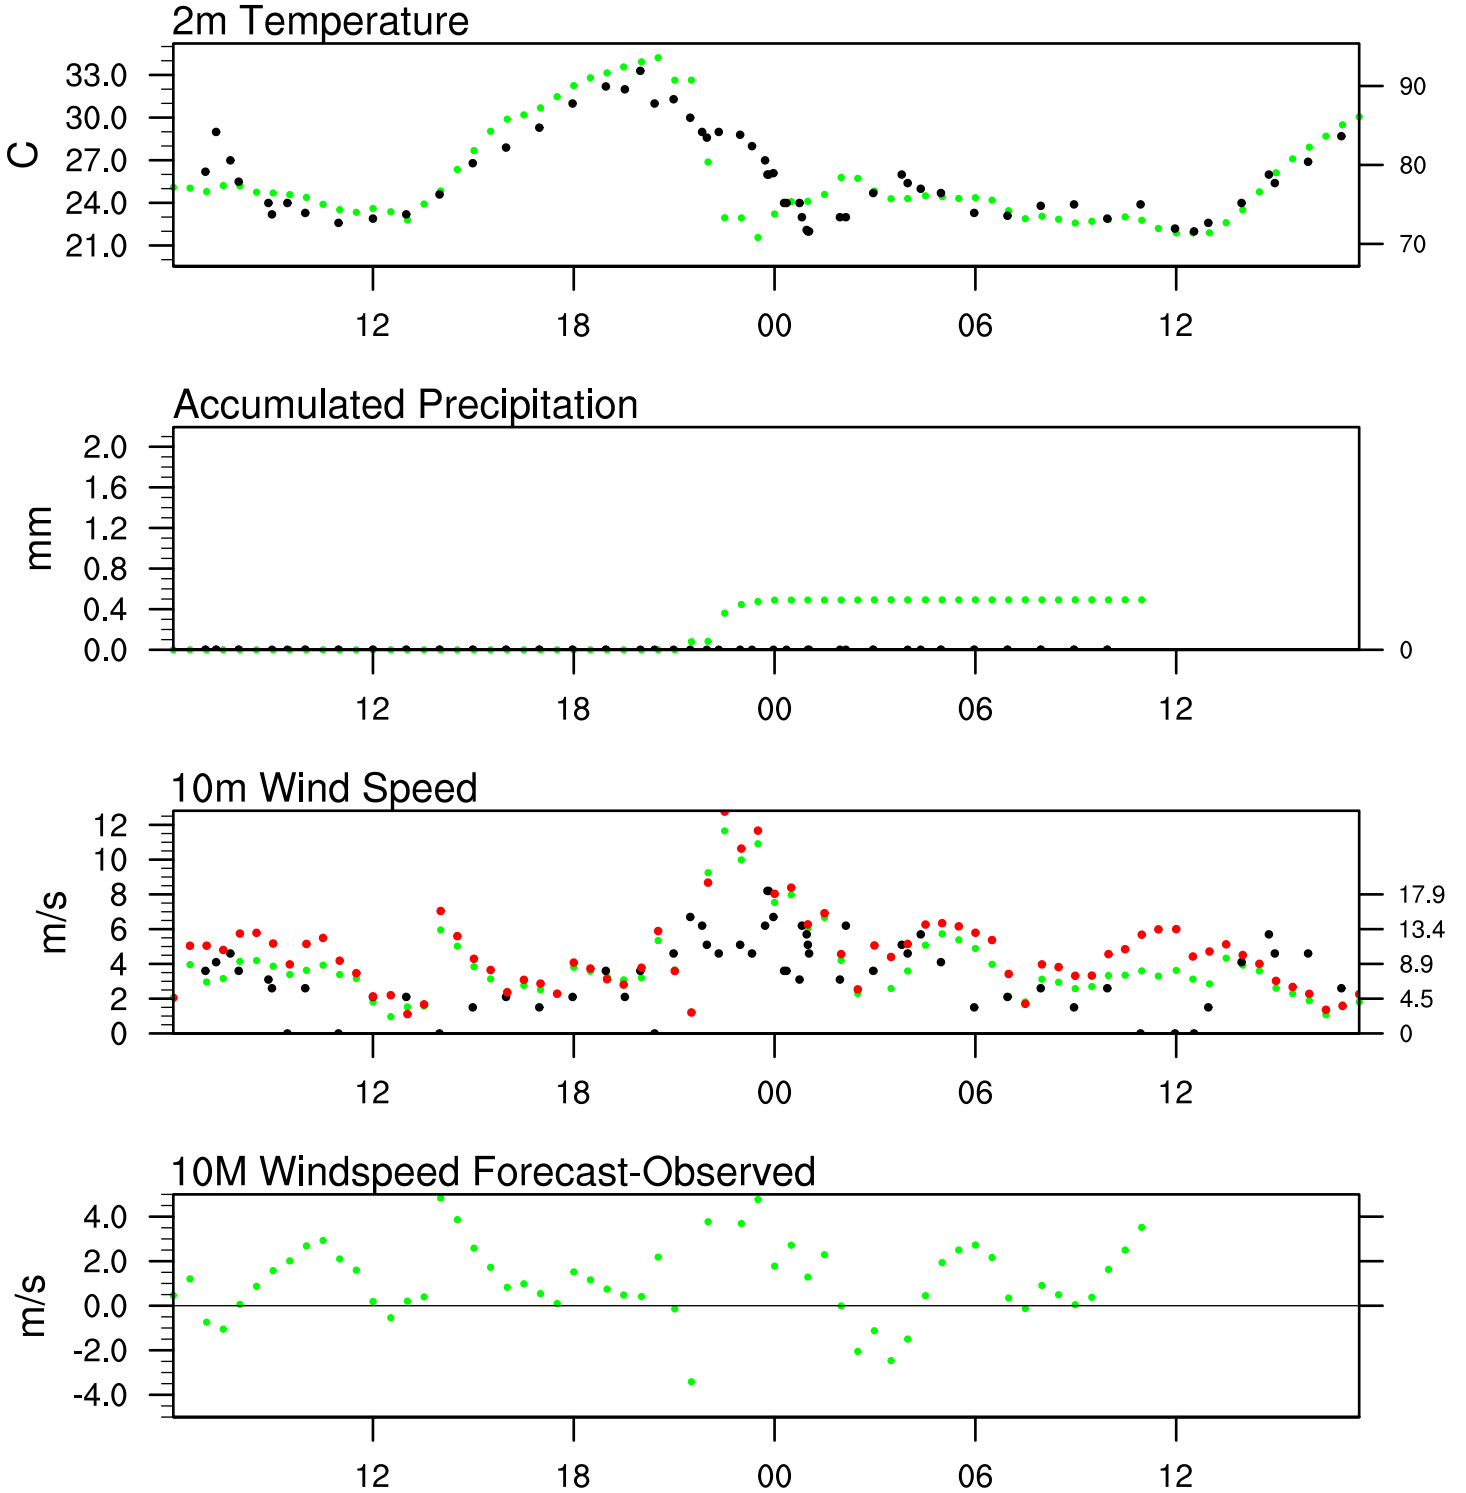 2m Temperature
33.0
30.0
27.0
24.0
21.0
C
90
80
70
12 18 00 06 12
Accumulated Precipitation
2.0
1.6
1.2
0.8
0.4
0.0
mm
0
12 18 00 06 12
10m Wind Speed
12
10
8
6
4
2
0
m/s
17.9
13.4
8.9
4.5
0
12 18 00 06 12
10M Windspeed Forecast-Observed
4.0
2.0
0.0
-2.0
-4.0
m/s
12 18 00 06 12